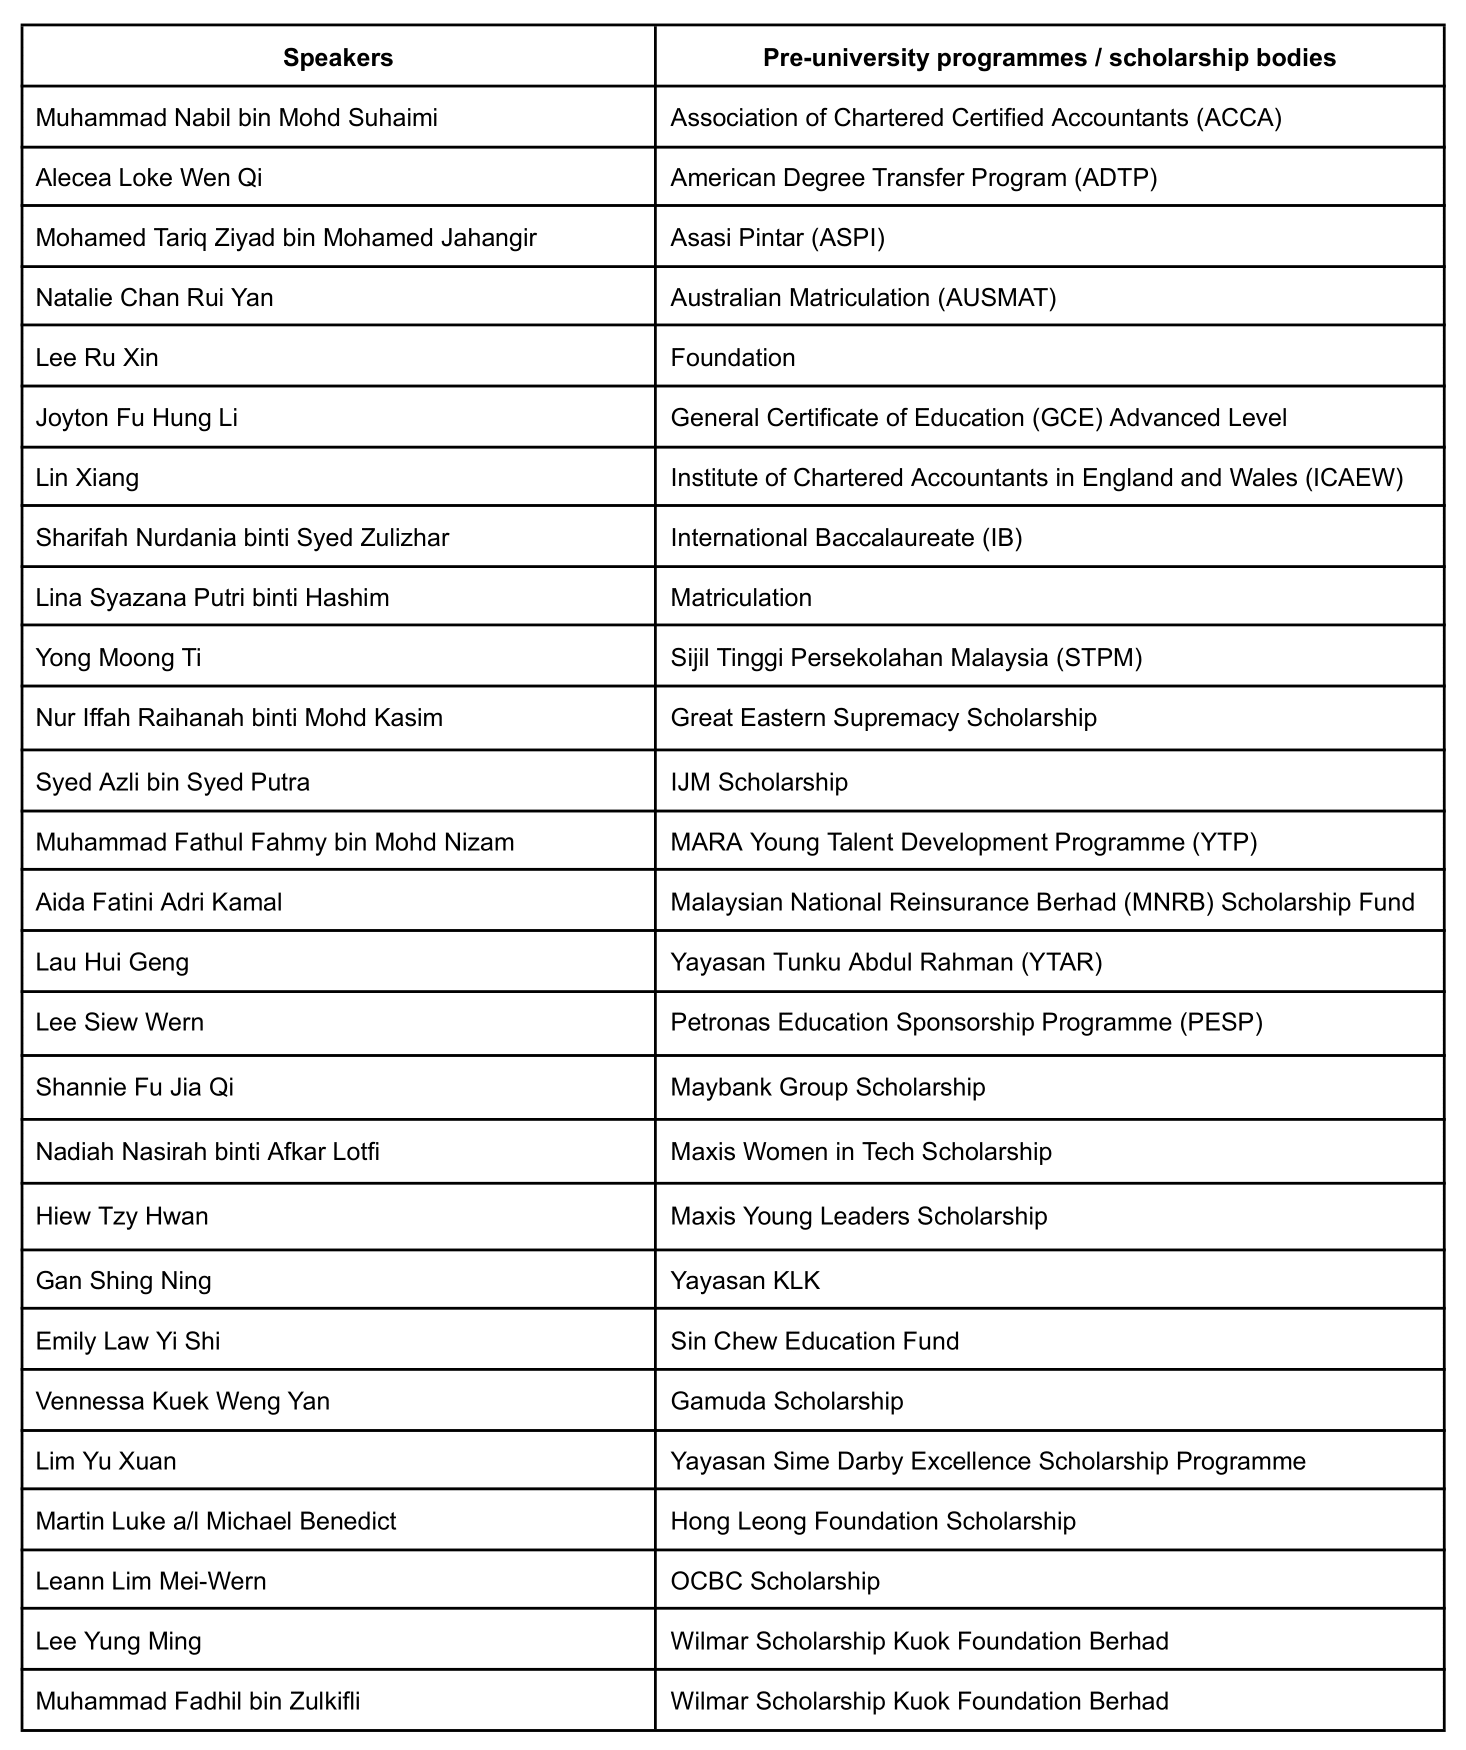 Speakers
Pre-university programmes / scholarship bodies
Muhammad Nabil bin Mohd Suhaimi
Association of Chartered Certified Accountants (ACCA)
Alecea Loke Wen Qi
American Degree Transfer Program (ADTP)
Mohamed Tariq Ziyad bin Mohamed Jahangir
Asasi Pintar (ASPI)
Natalie Chan Rui Yan
Australian Matriculation (AUSMAT)
Lee Ru Xin
Foundation
Joyton Fu Hung Li
General Certificate of Education (GCE) Advanced Level
Lin Xiang
Institute of Chartered Accountants in England and Wales (ICAEW)
Sharifah Nurdania binti Syed Zulizhar
International Baccalaureate (IB)
Lina Syazana Putri binti Hashim
Matriculation
Yong Moong Ti
Sijil Tinggi Persekolahan Malaysia (STPM)
Nur Iffah Raihanah binti Mohd Kasim
Great Eastern Supremacy Scholarship
Syed Azli bin Syed Putra
IJM Scholarship
Muhammad Fathul Fahmy bin Mohd Nizam
MARA Young Talent Development Programme (YTP)
Aida Fatini Adri Kamal
Malaysian National Reinsurance Berhad (MNRB) Scholarship Fund
Lau Hui Geng
Yayasan Tunku Abdul Rahman (YTAR)
Lee Siew Wern
Petronas Education Sponsorship Programme (PESP)
Shannie Fu Jia Qi
Maybank Group Scholarship
Nadiah Nasirah binti Afkar Lotfi
Maxis Women in Tech Scholarship
Hiew Tzy Hwan
Maxis Young Leaders Scholarship
Gan Shing Ning
Yayasan KLK
Emily Law Yi Shi
Sin Chew Education Fund
Vennessa Kuek Weng Yan
Gamuda Scholarship
Lim Yu Xuan
Yayasan Sime Darby Excellence Scholarship Programme
Martin Luke a/l Michael Benedict
Hong Leong Foundation Scholarship
Leann Lim Mei-Wern
OCBC Scholarship
Lee Yung Ming
Wilmar Scholarship Kuok Foundation Berhad
Muhammad Fadhil bin Zulkifli
Wilmar Scholarship Kuok Foundation Berhad